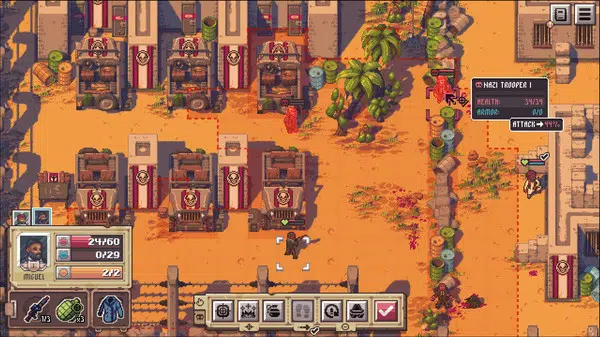 NAZI TROOPER I
HEALTH: 34/34
ARMOR: 0/0
ATTACK → 44%
24/60
0/29
2/2
MIGUEL
1/3
x3